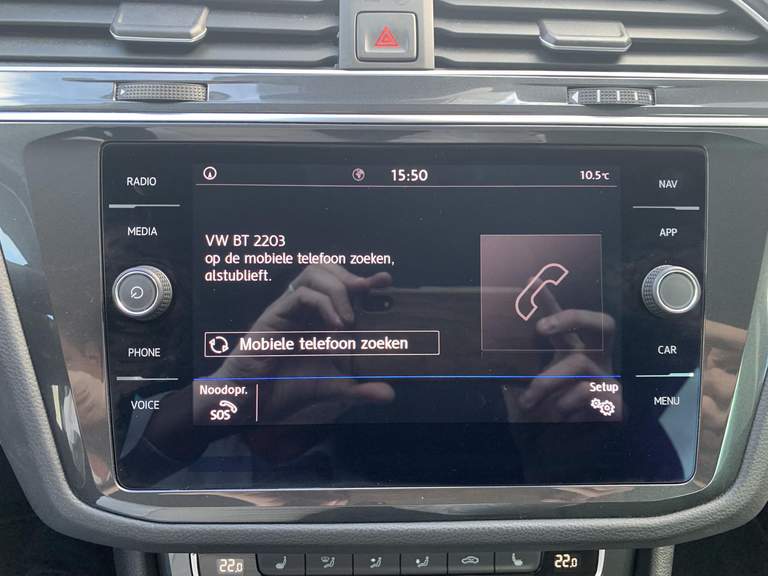 RADIO
15:50
10.5°C
NAV
MEDIA
APP
VW BT 2203
op de mobiele telefoon zoeken,
alstublieft.
Mobiele telefoon zoeken
PHONE
CAR
Noodopr.
SOS
Setup
VOICE
MENU
22.0
22.0